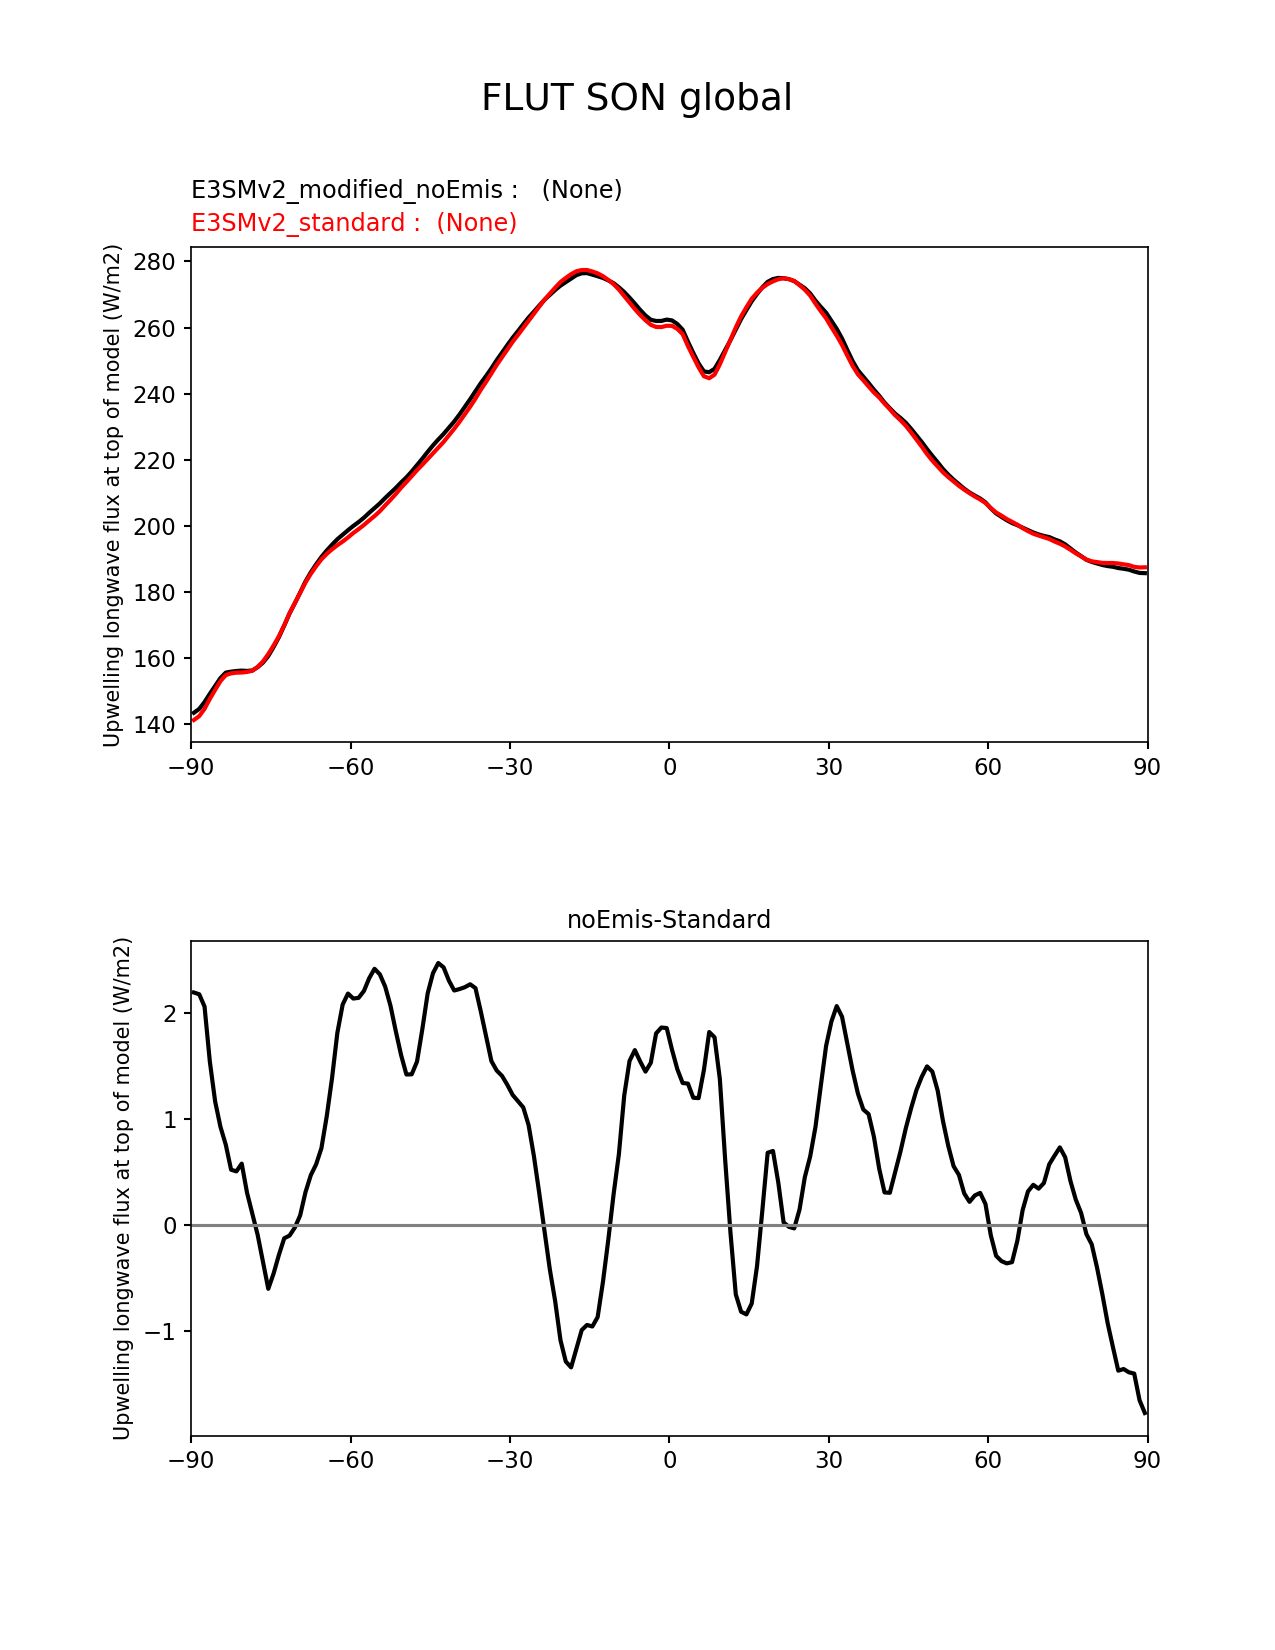 FLUT SON global
E3SMv2_modified_noEmis :   (None)
E3SMv2_standard :  (None)
Upwelling longwave flux at top of model (W/m2)
280
260
240
220
200
180
160
140
−90 −60 −30 0 30 60 90
noEmis-Standard
Upwelling longwave flux at top of model (W/m2)
2
1
0
−1
−90 −60 −30 0 30 60 90